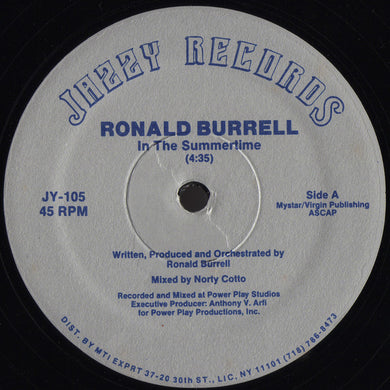 JAZZY RECORDS
RONALD BURRELL
In The Summertime
(4:35)
JY-105
45 RPM
Side A
Mystar/Virgin Publishing
ASCAP
Written, Produced and Orchestrated by
Ronald Burrell
Mixed by Norty Cotto
Recorded and Mixed at Power Play Studios
Executive Producer: Anthony V. Arfi
for Power Play Productions, Inc.
DIST. BY MTI EXPRT 37-20 30th ST., LIC. NY 11101 (718) 786-8473